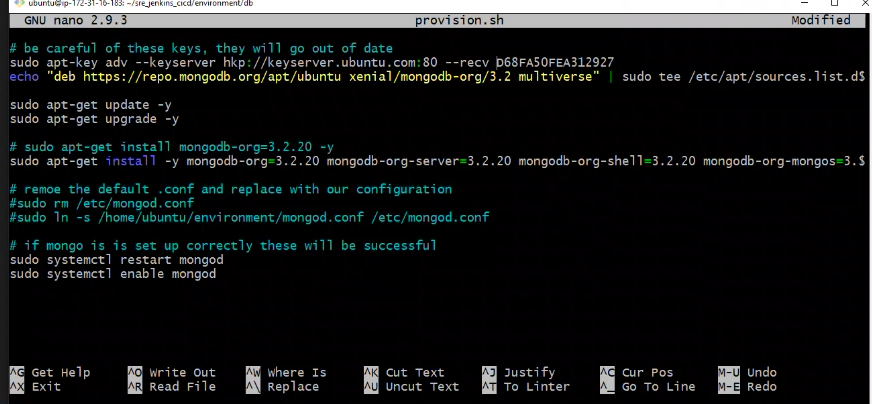 ubuntu@ip-172-31-16-183: ~/sre_jenkins_cicd/environment/db
GNU nano 2.9.3 provision.sh Modified
# be careful of these keys, they will go out of date
sudo apt-key adv --keyserver hkp://keyserver.ubuntu.com:80 --recv D68FA50FEA312927
echo "deb https://repo.mongodb.org/apt/ubuntu xenial/mongodb-org/3.2 multiverse" | sudo tee /etc/apt/sources.list.d$
sudo apt-get update -y
sudo apt-get upgrade -y
# sudo apt-get install mongodb-org=3.2.20 -y
sudo apt-get install -y mongodb-org=3.2.20 mongodb-org-server=3.2.20 mongodb-org-shell=3.2.20 mongodb-org-mongos=3.$
# remoe the default .conf and replace with our configuration
#sudo rm /etc/mongod.conf
#sudo ln -s /home/ubuntu/environment/mongod.conf /etc/mongod.conf
# if mongo is is set up correctly these will be successful
sudo systemctl restart mongod
sudo systemctl enable mongod
^G Get Help ^O Write Out ^W Where Is ^K Cut Text ^J Justify ^C Cur Pos M-U Undo
^X Exit ^R Read File ^\ Replace ^U Uncut Text ^T To Linter ^_ Go To Line M-E Redo